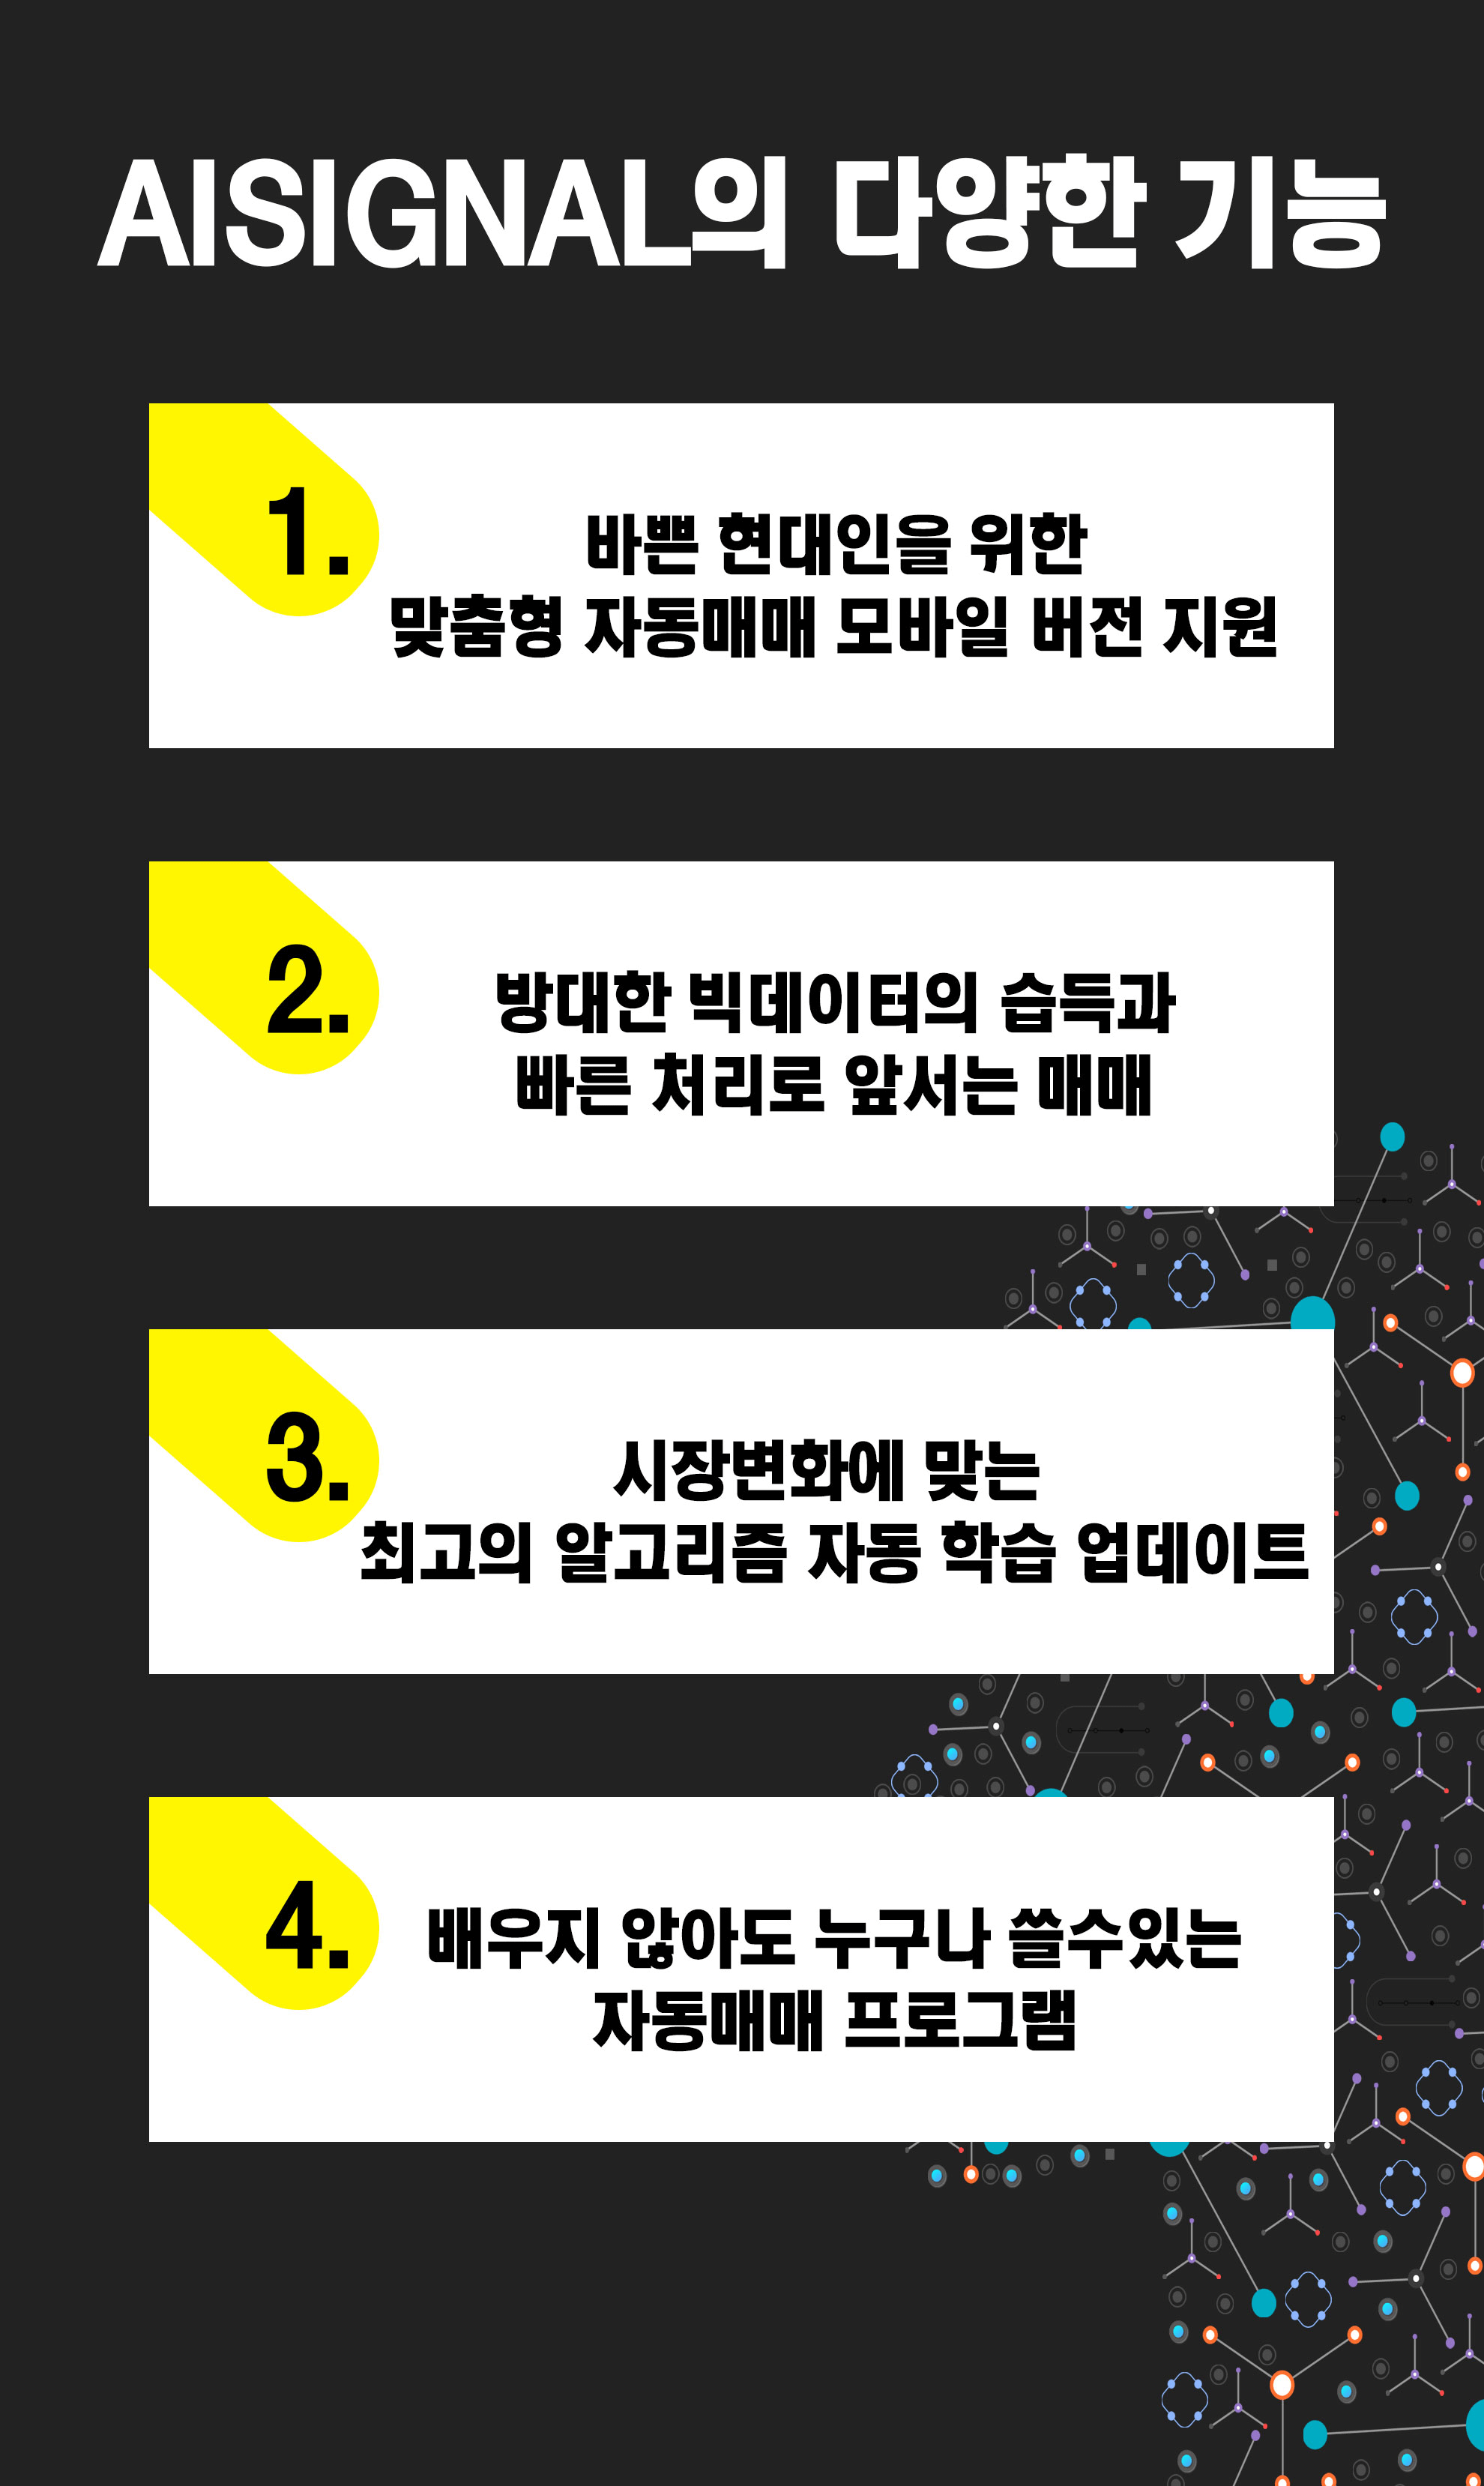 AISIGNAL의 다양한 기능
1.
바쁜 현대인을 위한
맞춤형 자동매매 모바일 버전 지원
2.
방대한 빅데이터의 습득과
빠른 처리로 앞서는 매매
3.
시장변화에 맞는
최고의 알고리즘 자동 학습 업데이트
4.
배우지 않아도 누구나 쓸수있는
자동매매 프로그램